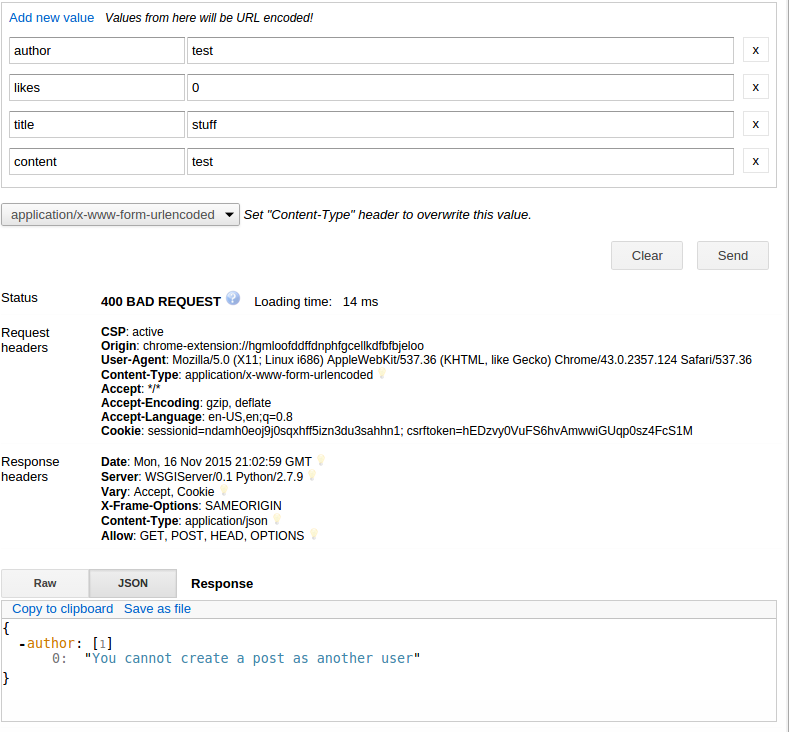 Add new value Values from here will be URL encoded!
author test x
likes 0 x
title stuff x
content test x
application/x-www-form-urlencoded Set "Content-Type" header to overwrite this value.
Clear Send
Status 400 BAD REQUEST ? Loading time: 14 ms
Request headers
CSP: active
Origin: chrome-extension://hgmloofddffdnphfgcellkdfbfbjeloo
User-Agent: Mozilla/5.0 (X11; Linux i686) AppleWebKit/537.36 (KHTML, like Gecko) Chrome/43.0.2357.124 Safari/537.36
Content-Type: application/x-www-form-urlencoded
Accept: */*
Accept-Encoding: gzip, deflate
Accept-Language: en-US,en;q=0.8
Cookie: sessionid=ndamh0eoj9j0sqxhff5izn3du3sahhn1; csrftoken=hEDzvy0VuFS6hvAmwwiGUqp0sz4FcS1M
Response headers
Date: Mon, 16 Nov 2015 21:02:59 GMT
Server: WSGIServer/0.1 Python/2.7.9
Vary: Accept, Cookie
X-Frame-Options: SAMEORIGIN
Content-Type: application/json
Allow: GET, POST, HEAD, OPTIONS
Raw JSON Response
Copy to clipboard Save as file
{
-author: [1]
0: "You cannot create a post as another user"
}